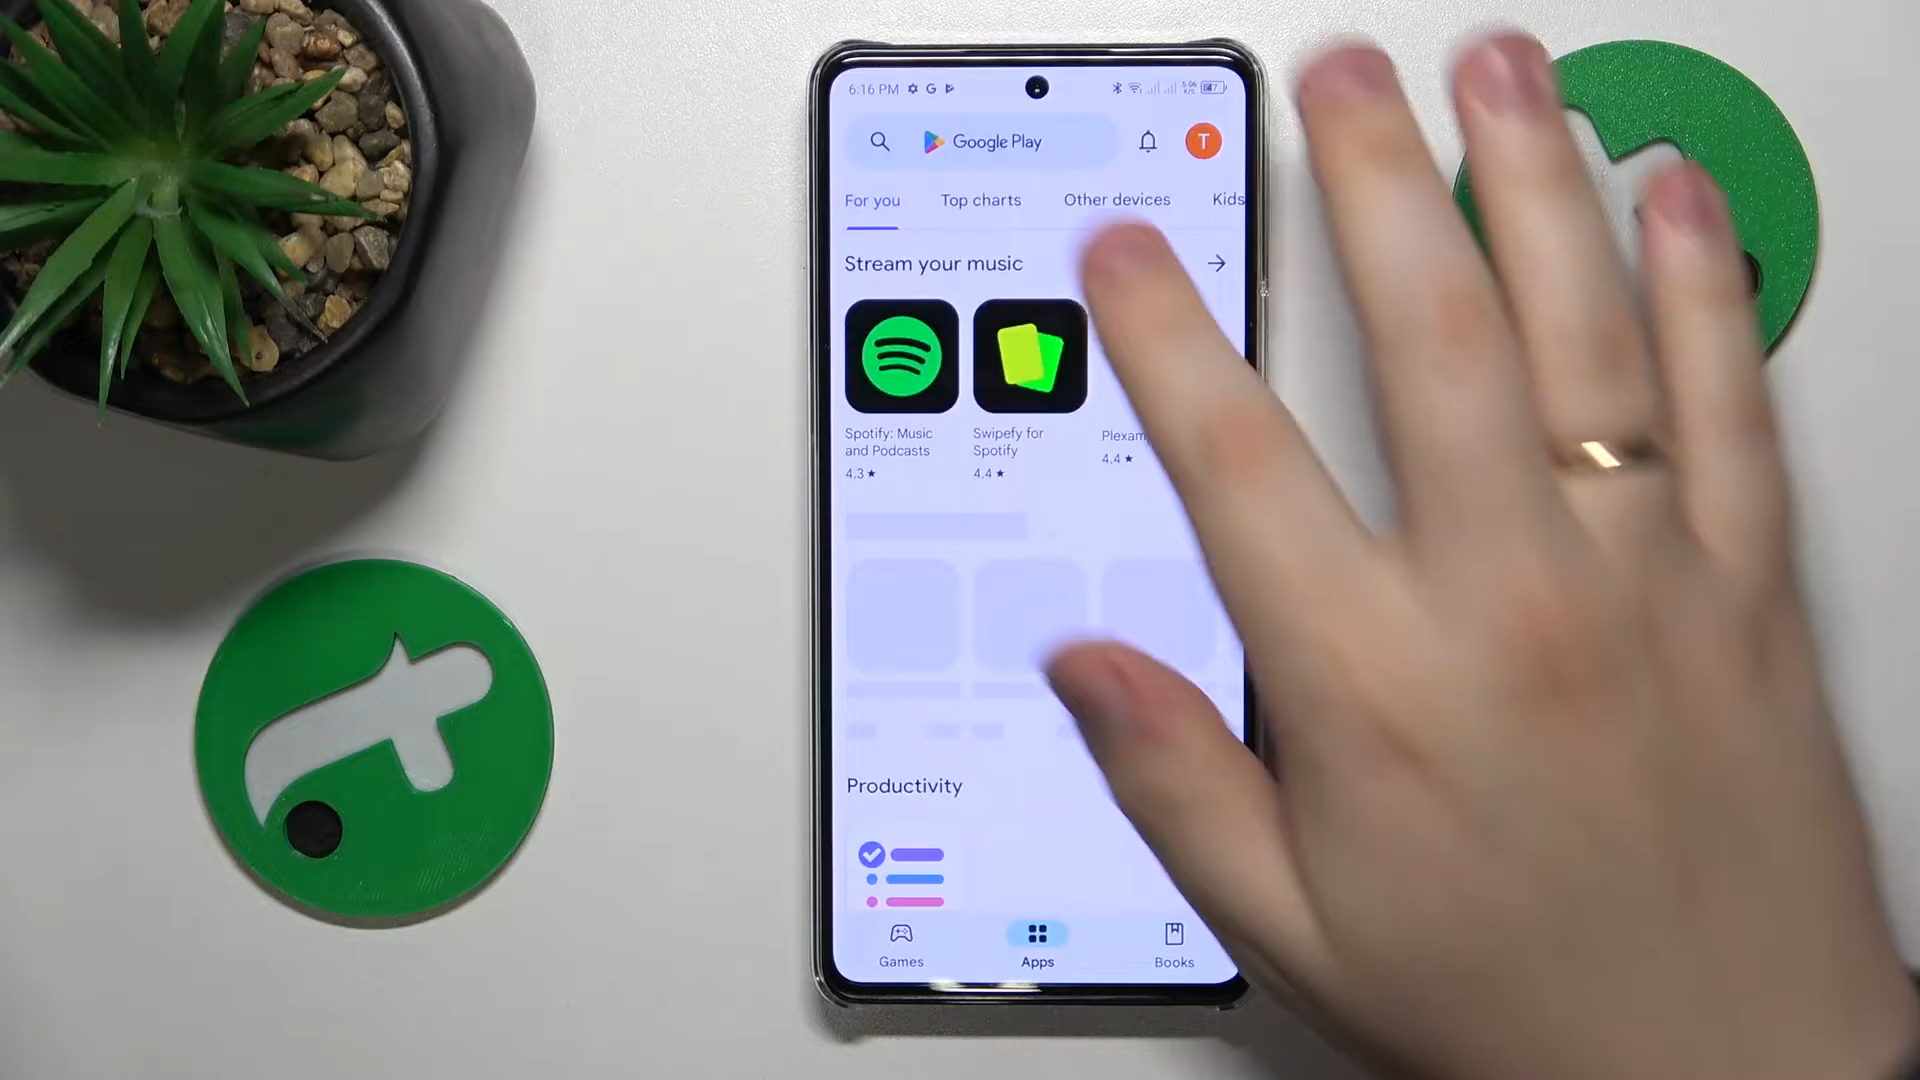 6:16 PM G
Google Play
T
For you Top charts Other devices Kids
Stream your music
Spotify: Music
and Podcasts
4.3 ★
Swipefy for
Spotify
4.4 ★
Plexam
4.4 ★
Productivity
Games Apps Books